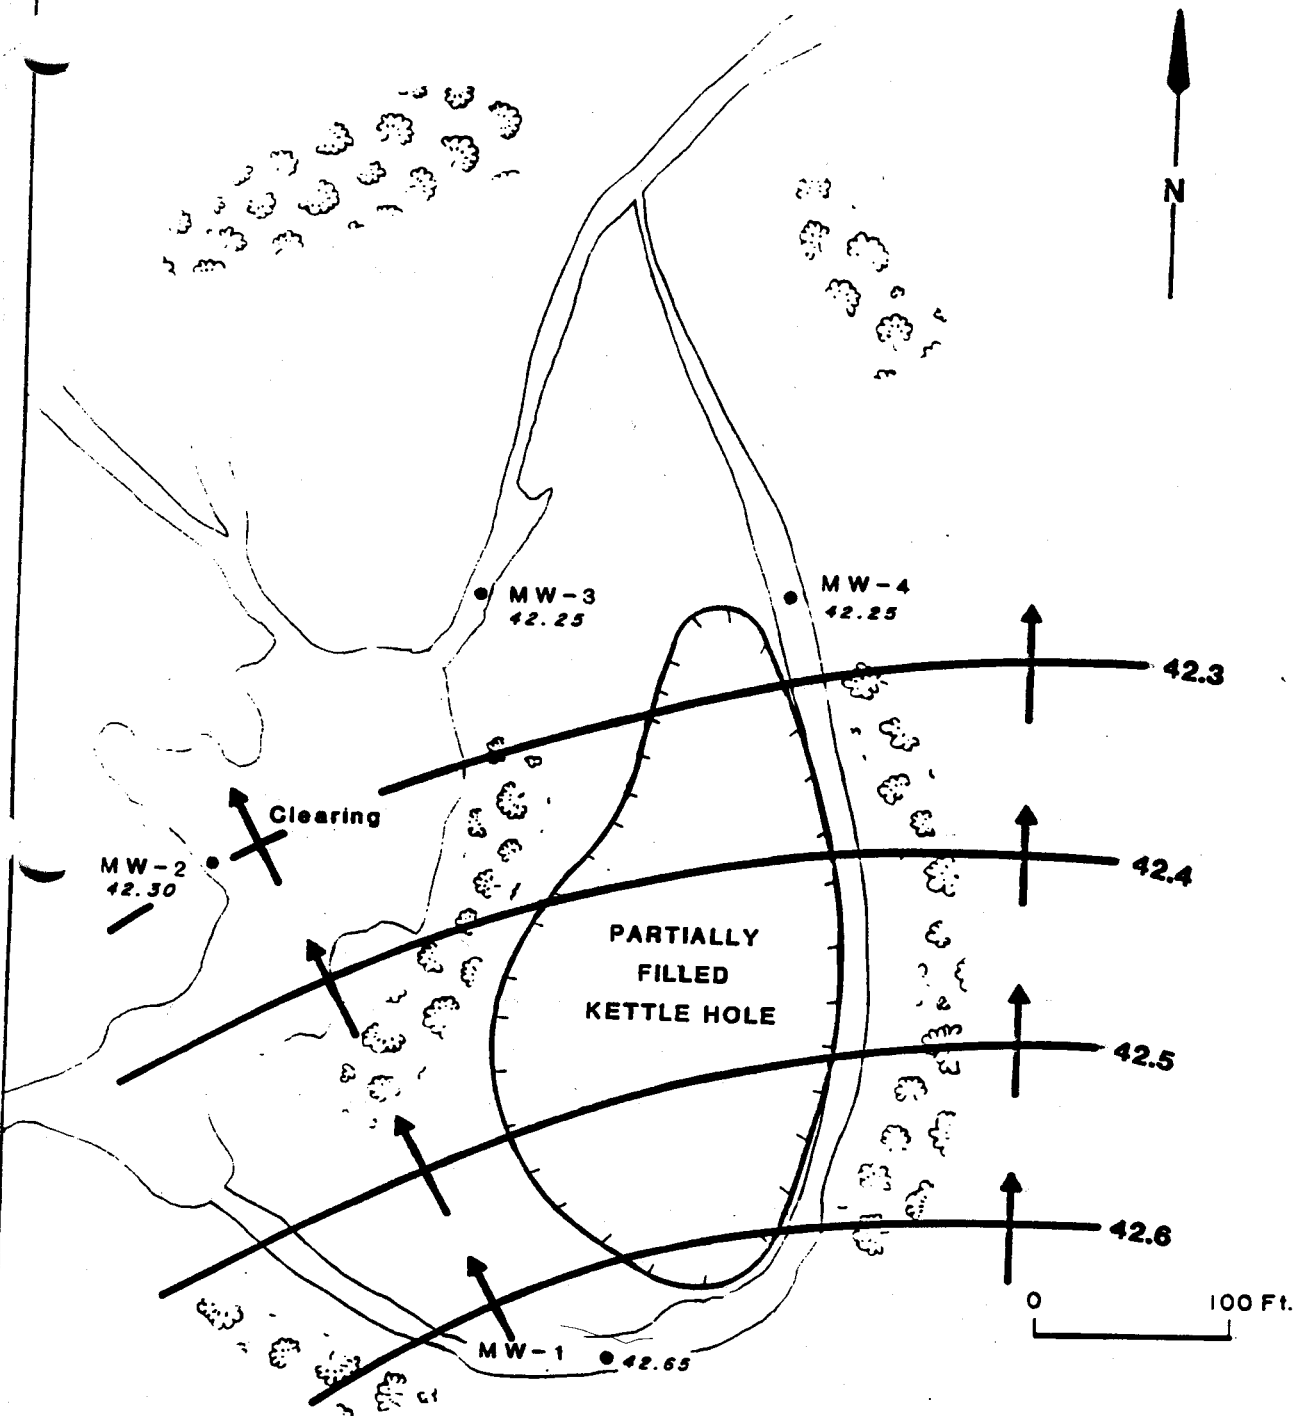 N
MW-3
42.25
MW-4
42.25
42.3
Clearing
MW-2
42.30
42.4
PARTIALLY
FILLED
KETTLE HOLE
42.5
42.6
0 100 Ft.
MW-1
42.65